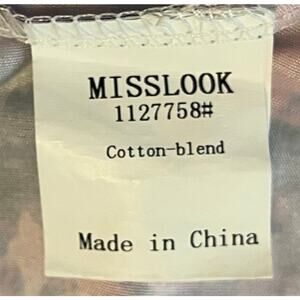 MISSLOOK
1127758#
Cotton-blend
Made in China